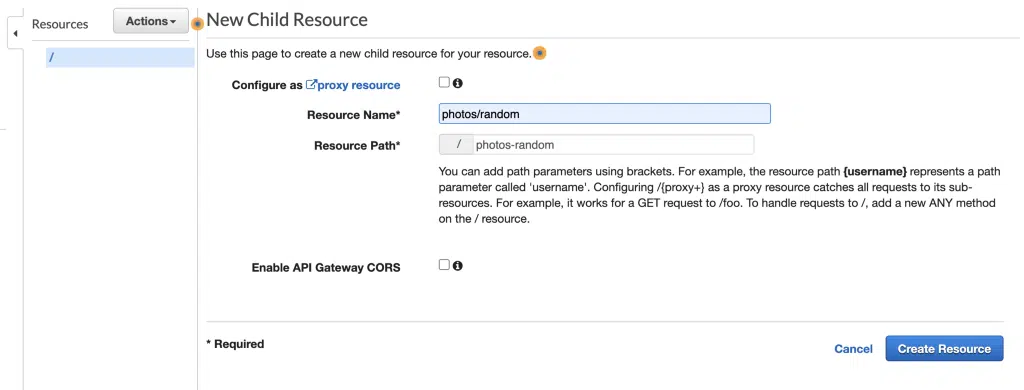 Resources
Actions
New Child Resource
/
Use this page to create a new child resource for your resource.
Configure as proxy resource
Resource Name*
photos/random
Resource Path*
/ photos-random
You can add path parameters using brackets. For example, the resource path {username} represents a path
parameter called 'username'. Configuring /{proxy+} as a proxy resource catches all requests to its sub-
resources. For example, it works for a GET request to /foo. To handle requests to /, add a new ANY method
on the / resource.
Enable API Gateway CORS
* Required
Cancel
Create Resource